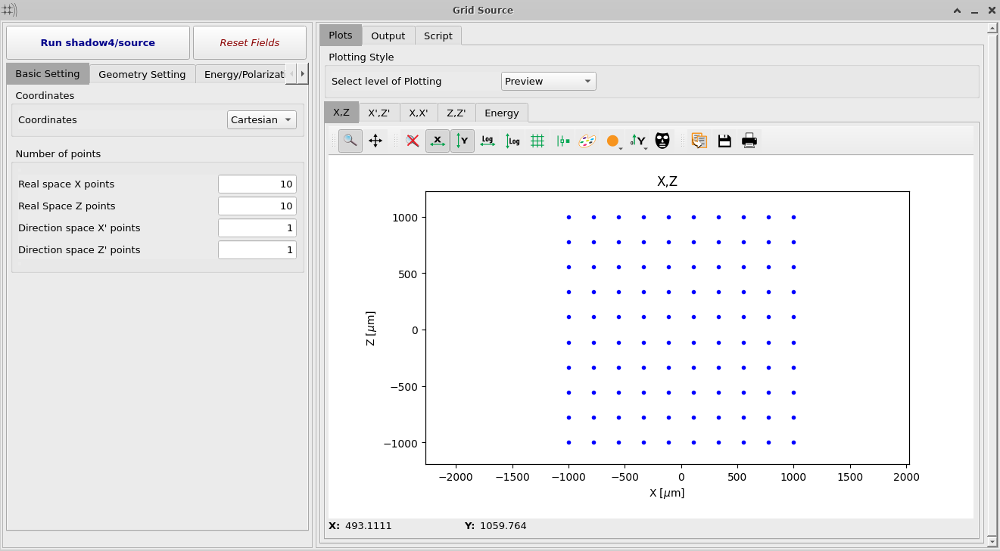 Grid Source
Run shadow4/source
Reset Fields
Basic Setting
Geometry Setting
Energy/Polarizati
Coordinates
Coordinates
Cartesian
Number of points
Real space X points
10
Real Space Z points
10
Direction space X' points
1
Direction space Z' points
1
Plots
Output
Script
Plotting Style
Select level of Plotting
Preview
X,Z
X',Z'
X,X'
Z,Z'
Energy
X
Y
Log
Log
0
Y
X,Z
1000
500
0
−500
−1000
Z [μm]
−2000
−1500
−1000
−500
0
500
1000
1500
2000
X [μm]
X: 493.1111
Y: 1059.764